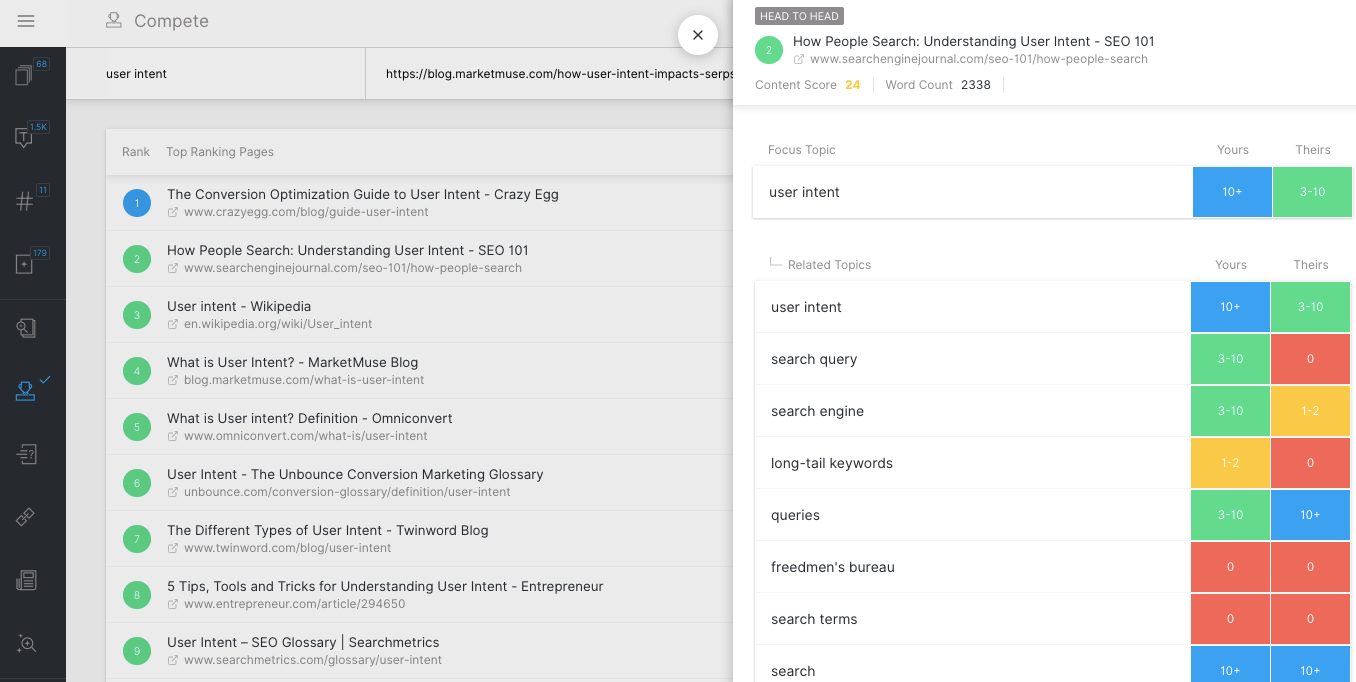 Compete
68
1.5K
11
179
user intent
https://blog.marketmuse.com/how-user-intent-impacts-serps
Rank Top Ranking Pages
1 The Conversion Optimization Guide to User Intent - Crazy Egg
www.crazyegg.com/blog/guide-user-intent
2 How People Search: Understanding User Intent - SEO 101
www.searchenginejournal.com/seo-101/how-people-search
3 User intent - Wikipedia
en.wikipedia.org/wiki/User_intent
4 What is User Intent? - MarketMuse Blog
blog.marketmuse.com/what-is-user-intent
5 What is User intent? Definition - Omniconvert
www.omniconvert.com/what-is/user-intent
6 User Intent - The Unbounce Conversion Marketing Glossary
unbounce.com/conversion-glossary/definition/user-intent
7 The Different Types of User Intent - Twinword Blog
www.twinword.com/blog/user-intent
8 5 Tips, Tools and Tricks for Understanding User Intent - Entrepreneur
www.entrepreneur.com/article/294650
9 User Intent – SEO Glossary | Searchmetrics
www.searchmetrics.com/glossary/user-intent
HEAD TO HEAD
2 How People Search: Understanding User Intent - SEO 101
www.searchenginejournal.com/seo-101/how-people-search
Content Score 24 Word Count 2338
Focus Topic Yours Theirs
user intent 10+ 3-10
Related Topics Yours Theirs
user intent 10+ 3-10
search query 3-10 0
search engine 3-10 1-2
long-tail keywords 1-2 0
queries 3-10 10+
freedmen's bureau 0 0
search terms 0 0
search 10+ 10+